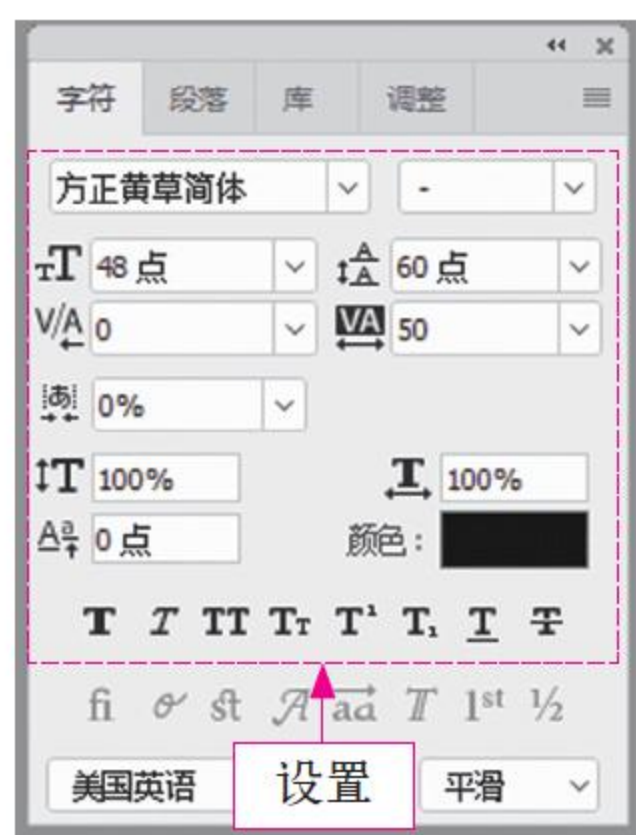 字符 段落 库 调整
方正黄草简体 -
48 点 60 点
0 50
0%
100% 100%
0 点 颜色：
T T TT Tт T¹ T₁ T T
fi st A aa T 1st ½
美国英语 设置 平滑